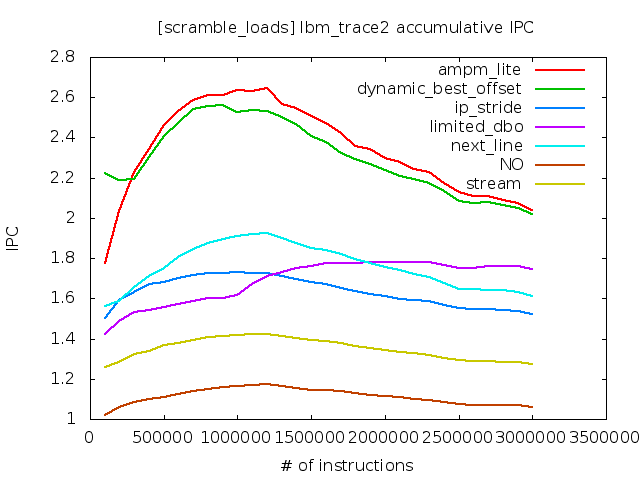 [scramble_loads] lbm_trace2 accumulative IPC
2.8
2.6
2.4
2.2
2
1.8
1.6
1.4
1.2
1
IPC
ampm_lite
dynamic_best_offset
ip_stride
limited_dbo
next_line
NO
stream
0 500000 1000000 1500000 2000000 2500000 3000000 3500000
# of instructions